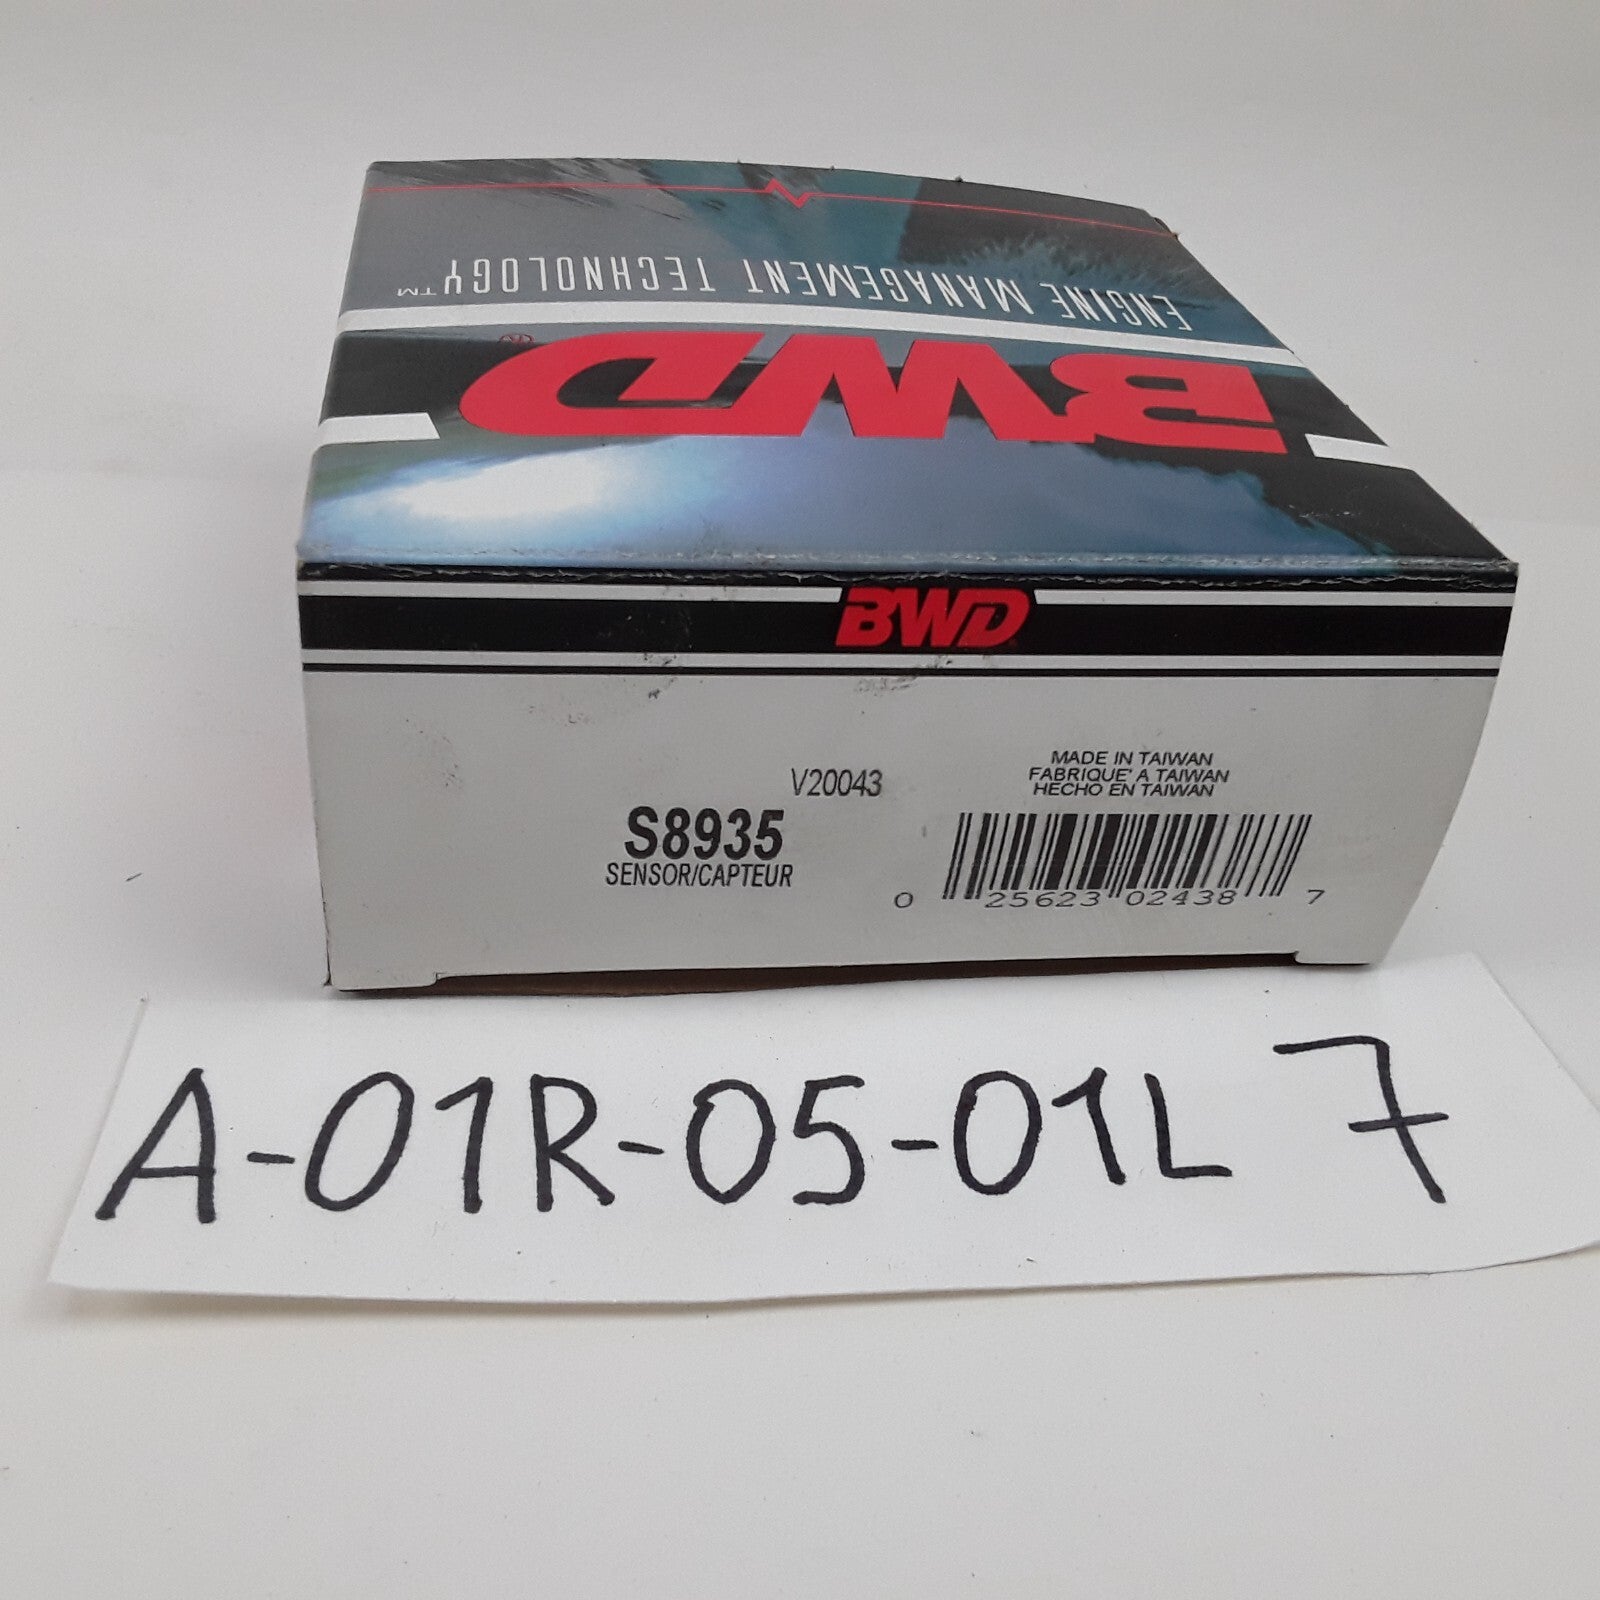 ENGINE MANAGEMENT TECHNOLOGY™
BWD®
BWD
V20043
S8935
SENSOR/CAPTEUR
MADE IN TAIWAN
FABRIQUE' A TAIWAN
HECHO EN TAIWAN
0 25623 02438 7
A-01R-05-01L 7